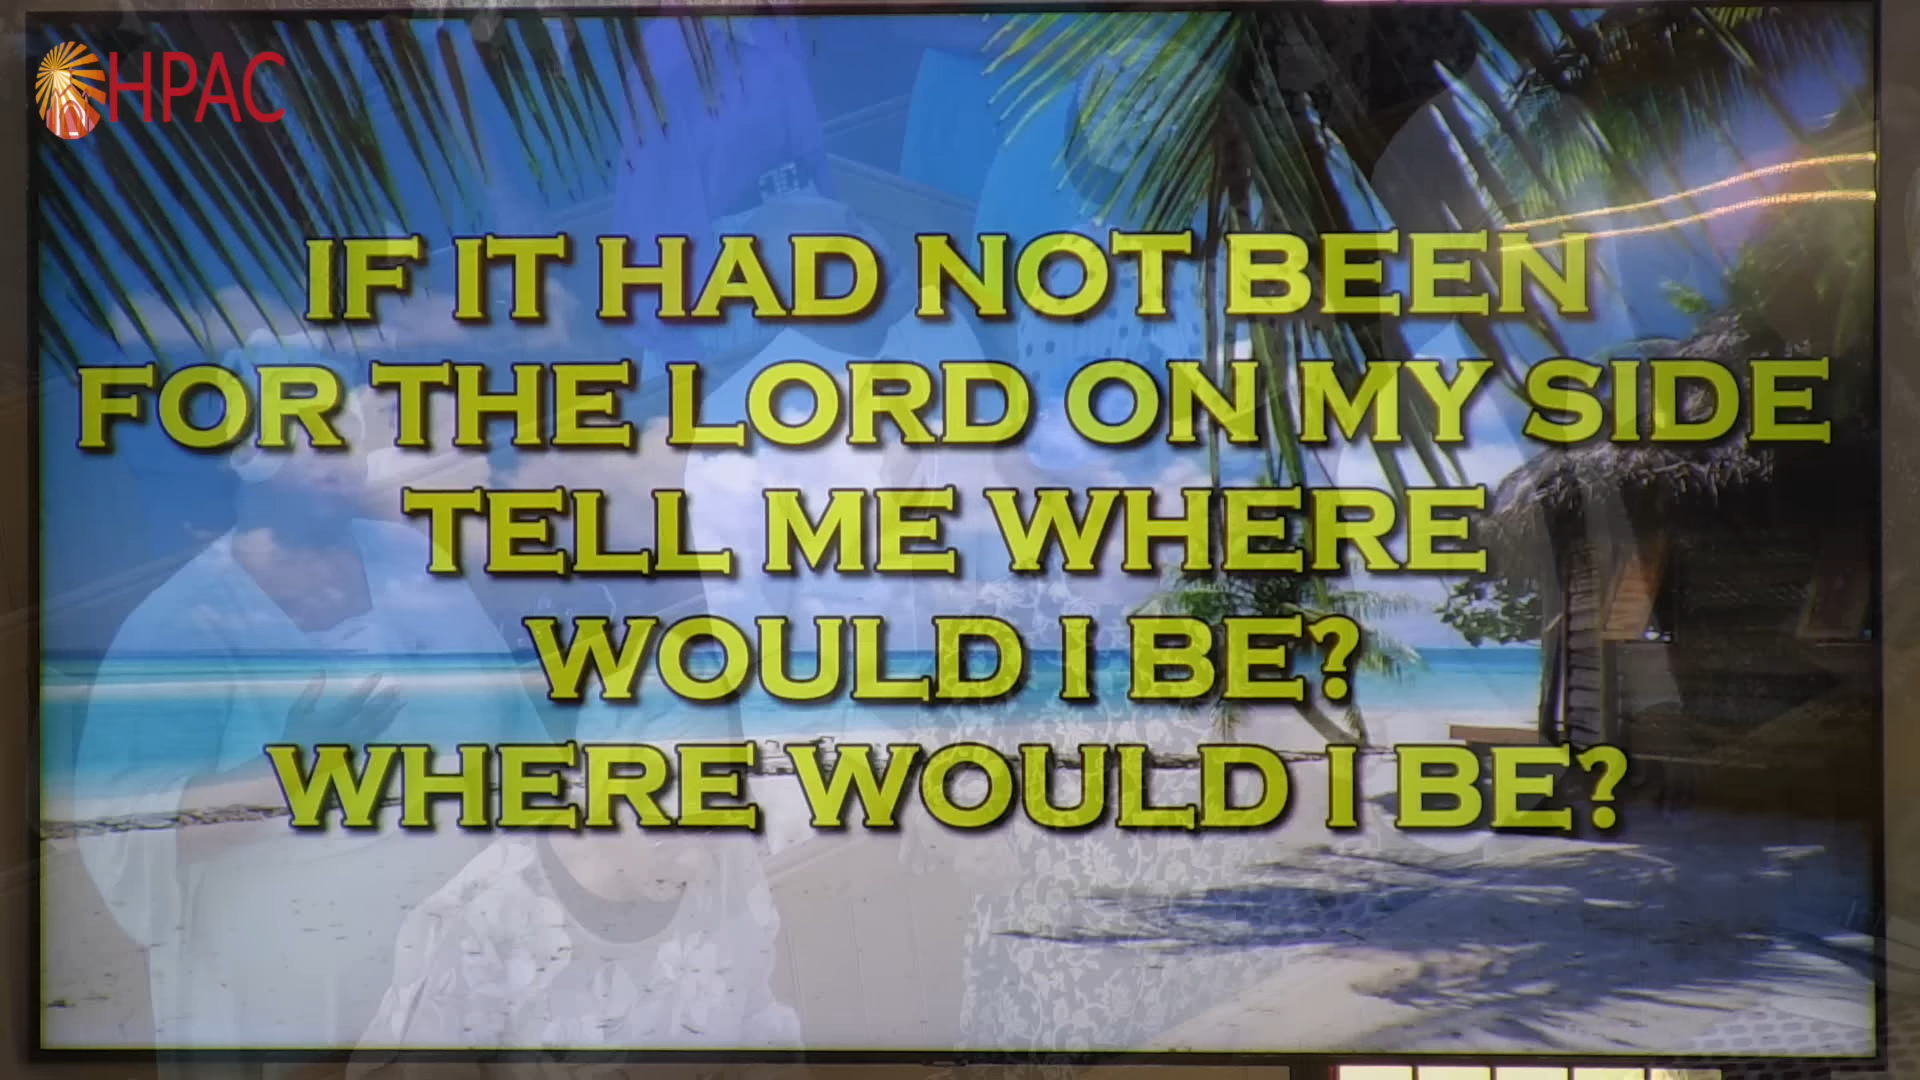 HPAC
IF IT HAD NOT BEEN
FOR THE LORD ON MY SIDE
TELL ME WHERE
WOULD I BE?
WHERE WOULD I BE?